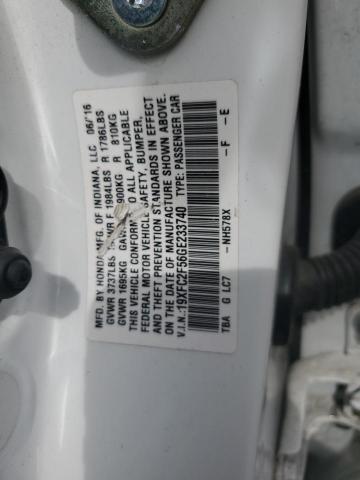 MFD. BY HONDA MFG. OF INDIANA, LLC 06/16
GVWR 3737LBS GAWR F 1984LBS R 1786LBS
GVWR 1695KG GAWR 900KG R 810KG
THIS VEHICLE CONFORMS TO ALL APPLICABLE
FEDERAL MOTOR VEHICLE SAFETY, BUMPER,
AND THEFT PREVENTION STANDARDS IN EFFECT
ON THE DATE OF MANUFACTURE SHOWN ABOVE.
V.I.N.:19XFC2F56GE233740 TYPE: PASSENGER CAR
TBA G LC7 -NH578X -F -E